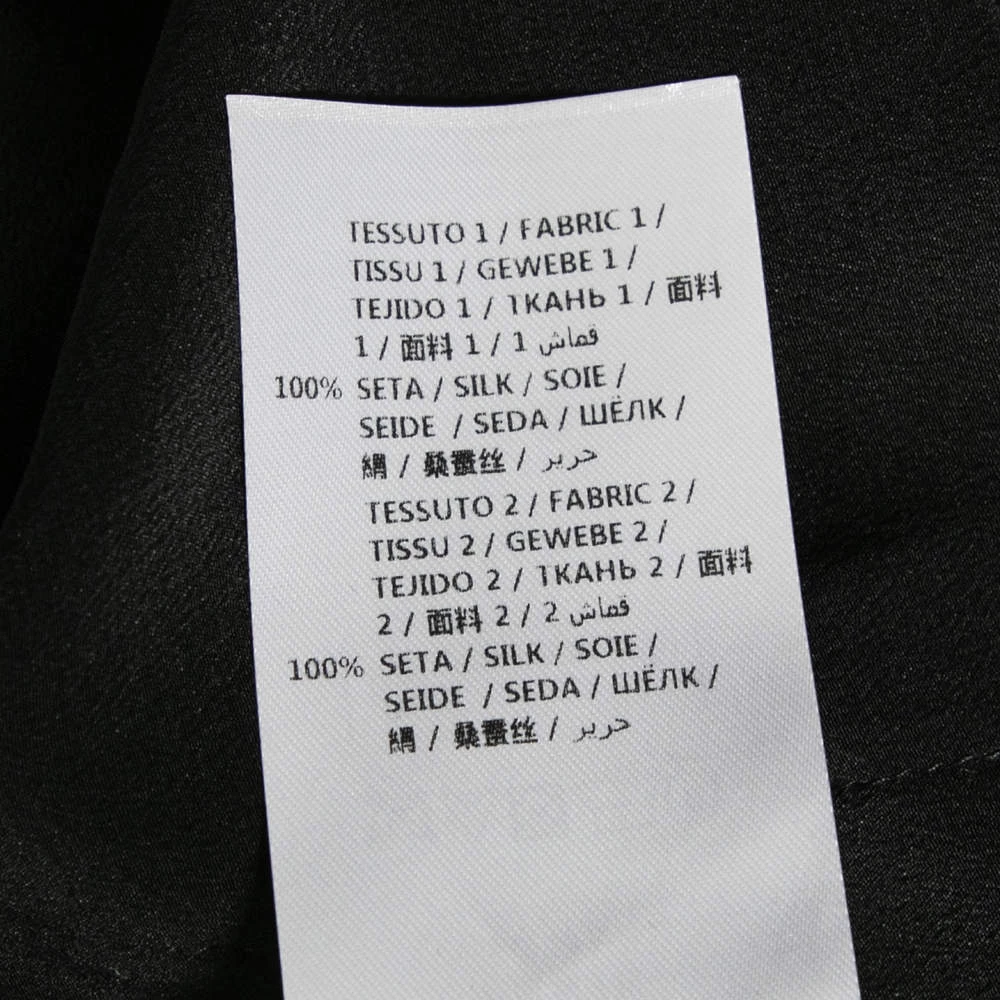 TESSUTO 1 / FABRIC 1 /
TISSU 1 / GEWEBE 1 /
TEJIDO 1 / ТКАНЬ 1 / 面料
1 / 面料 1 / 1 قماش
100% SETA / SILK / SOIE /
SEIDE / SEDA / ШЁЛК /
絹 / 桑蠶丝 / حرير
TESSUTO 2 / FABRIC 2 /
TISSU 2 / GEWEBE 2 /
TEJIDO 2 / ТКАНЬ 2 / 面料
2 / 面料 2 / 2 قماش
100% SETA / SILK / SOIE /
SEIDE / SEDA / ШЁЛК /
絹 / 桑蠶丝 / حرير